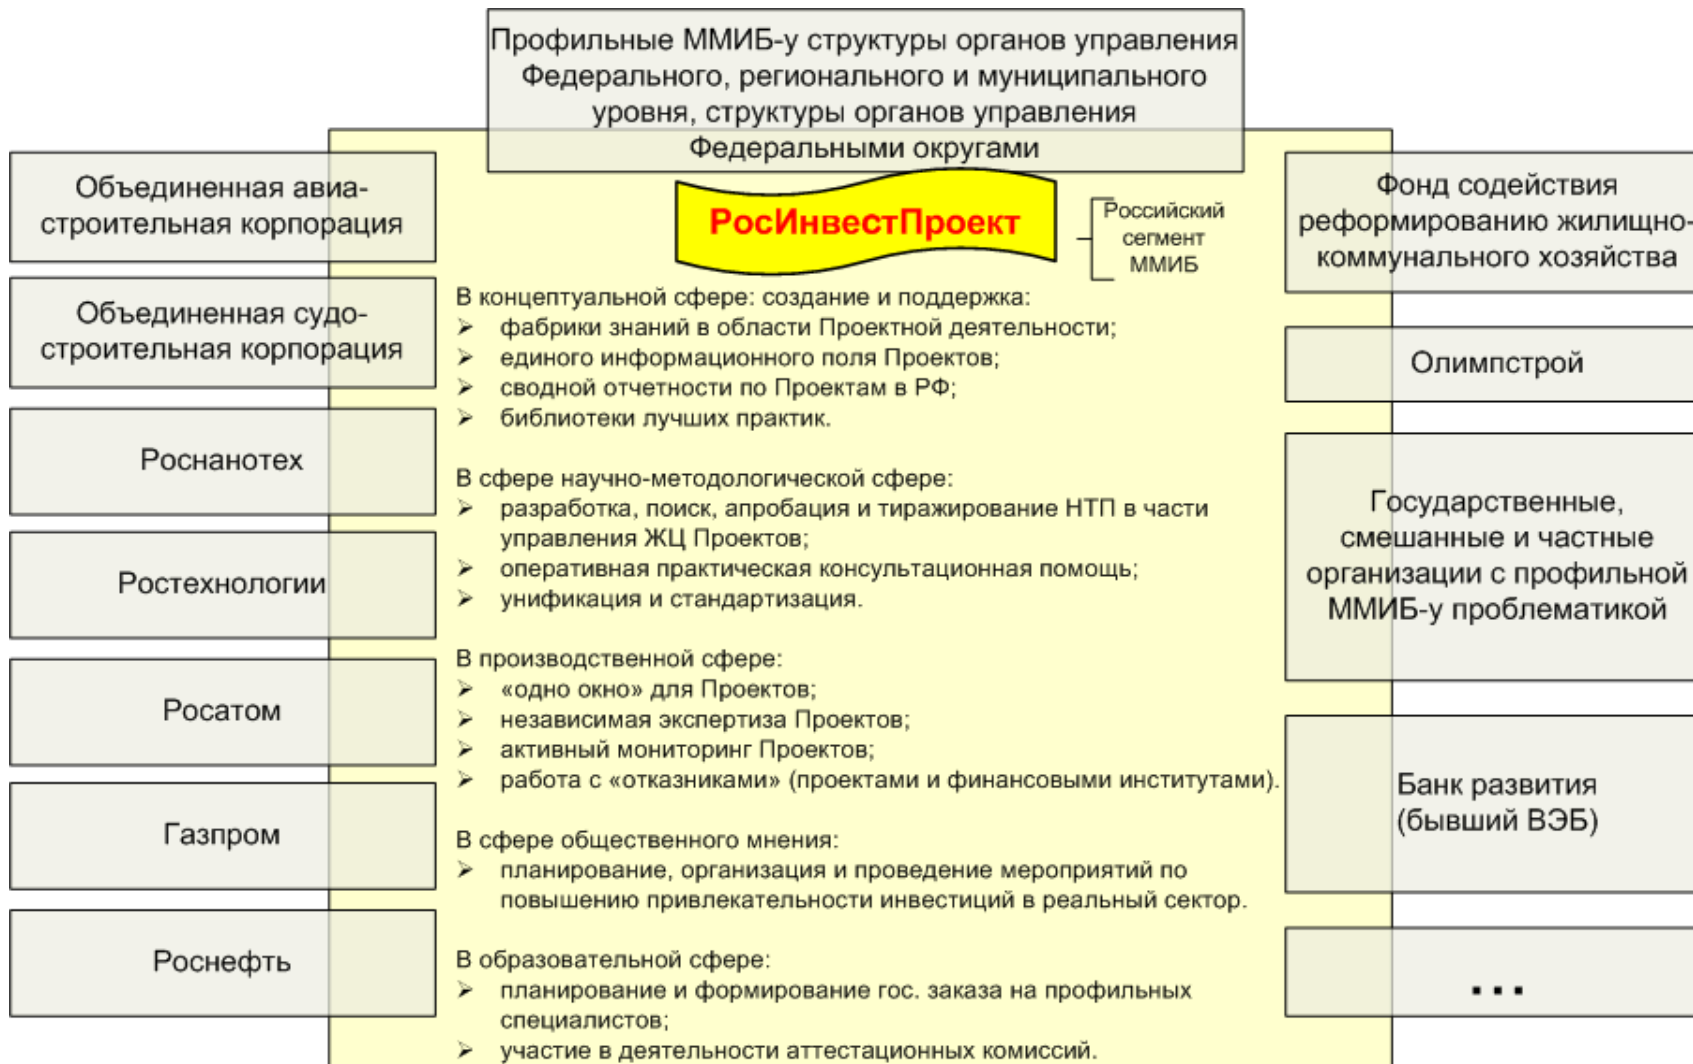 Профильные ММИБ-у структуры органов управления
Федерального, регионального и муниципального
уровня, структуры органов управления
Федеральными округами
Объединенная авиа-
строительная корпорация
Объединенная судо-
строительная корпорация
Роснанотех
Ростехнологии
Росатом
Газпром
Роснефть
РосИнвестПроект
Российский
сегмент
ММИБ
В концептуальной сфере: создание и поддержка:
➢ фабрики знаний в области Проектной деятельности;
➢ единого информационного поля Проектов;
➢ сводной отчетности по Проектам в РФ;
➢ библиотеки лучших практик.
В сфере научно-методологической сфере:
➢ разработка, поиск, апробация и тиражирование НТП в части
управления ЖЦ Проектов;
➢ оперативная практическая консультационная помощь;
➢ унификация и стандартизация.
В производственной сфере:
➢ «одно окно» для Проектов;
➢ независимая экспертиза Проектов;
➢ активный мониторинг Проектов;
➢ работа с «отказниками» (проектами и финансовыми институтами).
В сфере общественного мнения:
➢ планирование, организация и проведение мероприятий по
повышению привлекательности инвестиций в реальный сектор.
В образовательной сфере:
➢ планирование и формирование гос. заказа на профильных
специалистов;
➢ участие в деятельности аттестационных комиссий.
Фонд содействия
реформированию жилищно-
коммунального хозяйства
Олимпстрой
Государственные,
смешанные и частные
организации с профильной
ММИБ-у проблематикой
Банк развития
(бывший ВЭБ)
...